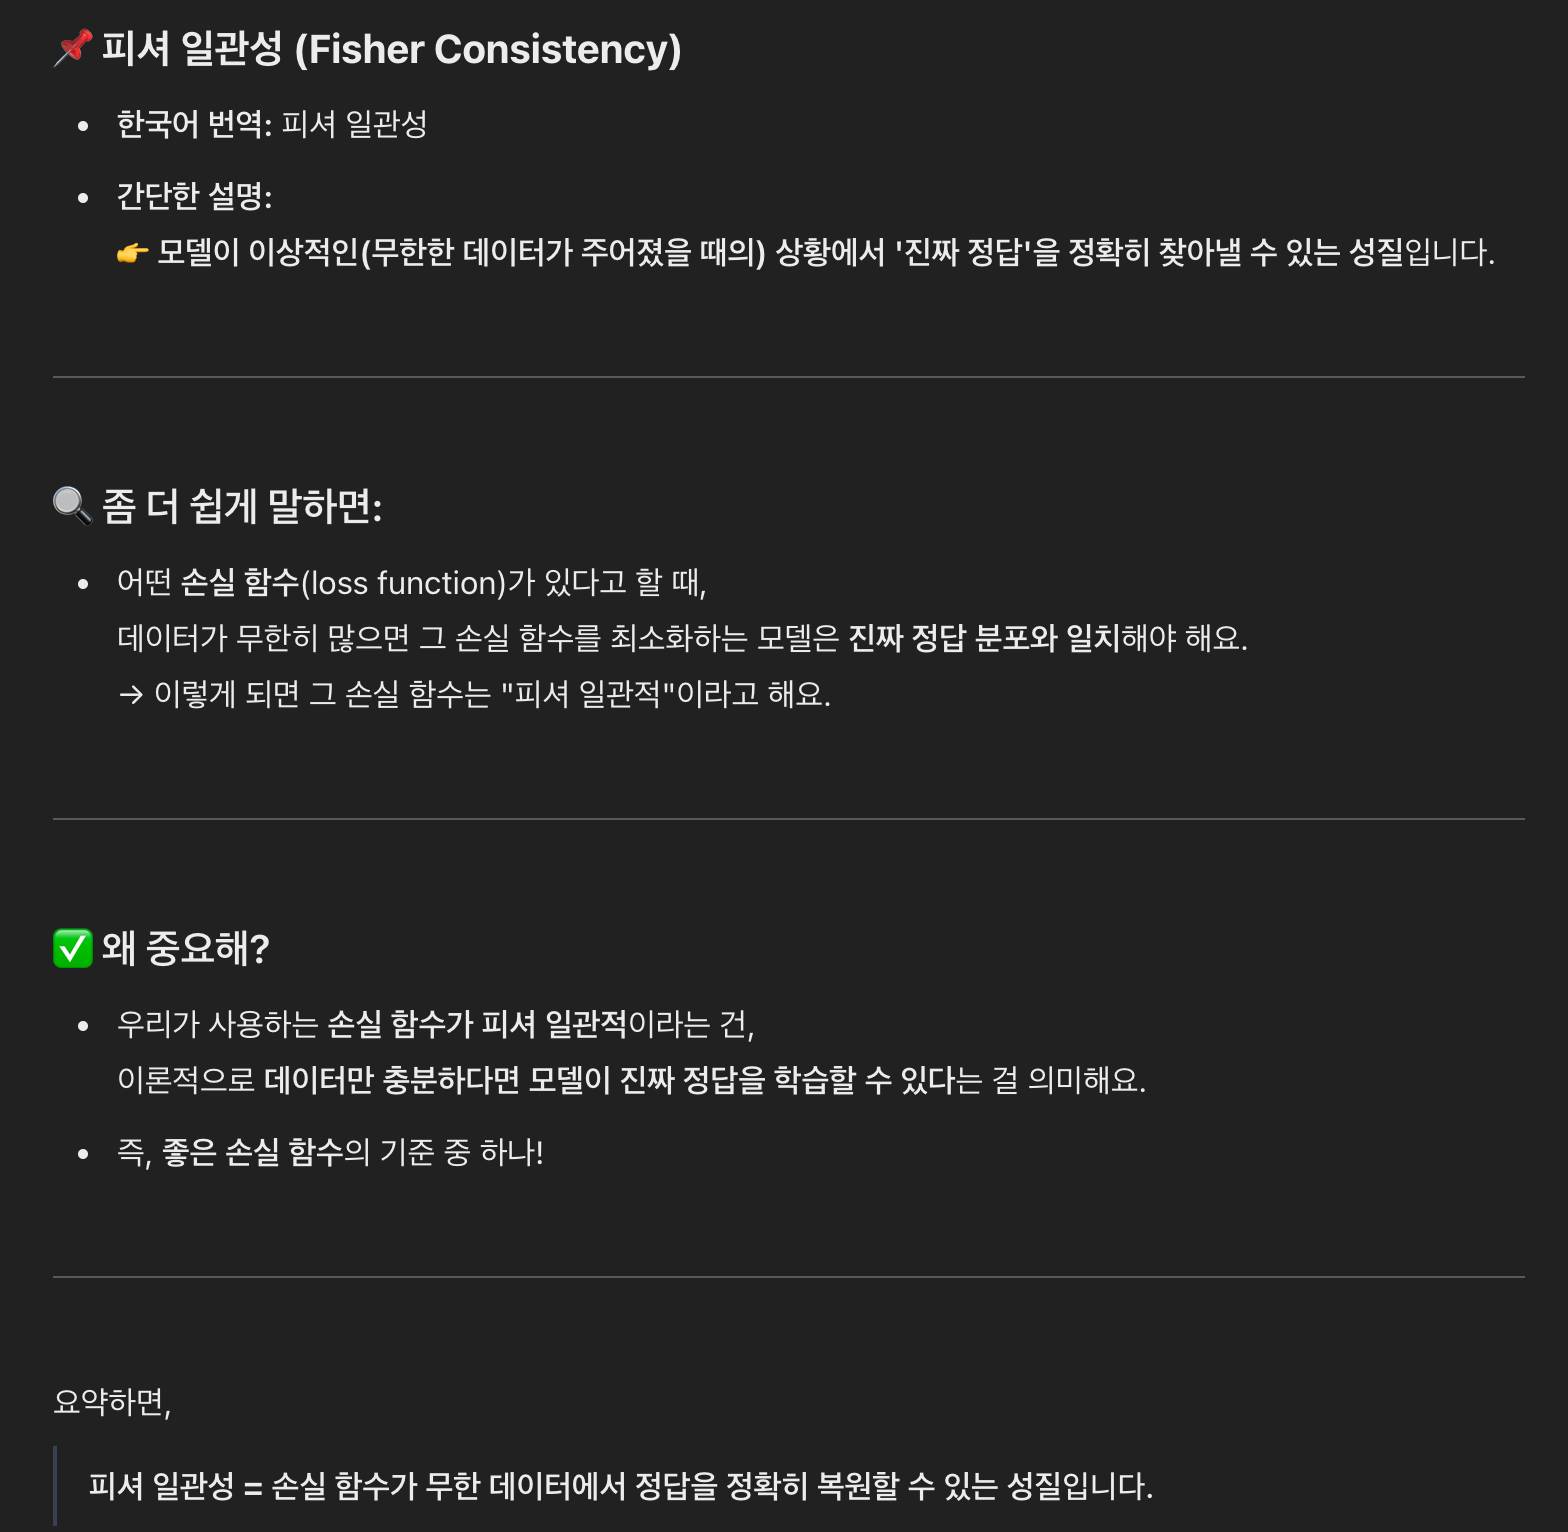 📌 피셔 일관성 (Fisher Consistency)
• 한국어 번역: 피셔 일관성
• 간단한 설명:
👉 모델이 이상적인(무한한 데이터가 주어졌을 때의) 상황에서 '진짜 정답'을 정확히 찾아낼 수 있는 성질입니다.
🔍 좀 더 쉽게 말하면:
• 어떤 손실 함수(loss function)가 있다고 할 때,
데이터가 무한히 많으면 그 손실 함수를 최소화하는 모델은 진짜 정답 분포와 일치해야 해요.
→ 이렇게 되면 그 손실 함수는 "피셔 일관적"이라고 해요.
✅ 왜 중요해?
• 우리가 사용하는 손실 함수가 피셔 일관적이라는 건,
이론적으로 데이터만 충분하다면 모델이 진짜 정답을 학습할 수 있다는 걸 의미해요.
• 즉, 좋은 손실 함수의 기준 중 하나!
요약하면,
피셔 일관성 = 손실 함수가 무한 데이터에서 정답을 정확히 복원할 수 있는 성질입니다.